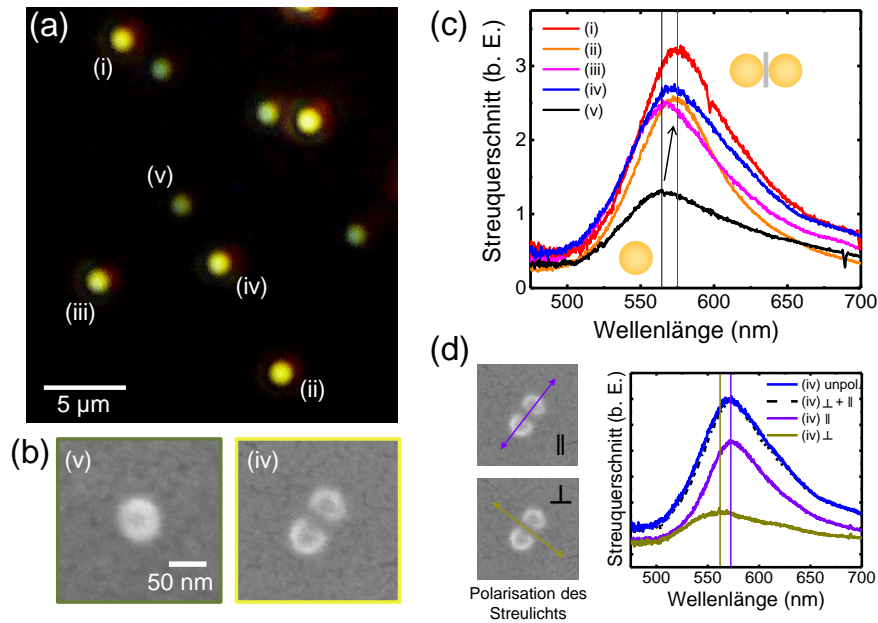 (a)
(i)
(v)
(iv)
(iii)
(ii)
5 µm
(b)
(v)
50 nm
(iv)
(c)
Streuquerschnitt (b. E.)
3
2
1
0
(i)
(ii)
(iii)
(iv)
(v)
500 550 600 650 700
Wellenlänge (nm)
(d)
||
⊥
Polarisation des
Streulichts
Streuquerschnitt (b. E.)
(iv) unpol.
(iv) ⊥ + ||
(iv) ||
(iv) ⊥
500 550 600 650 700
Wellenlänge (nm)